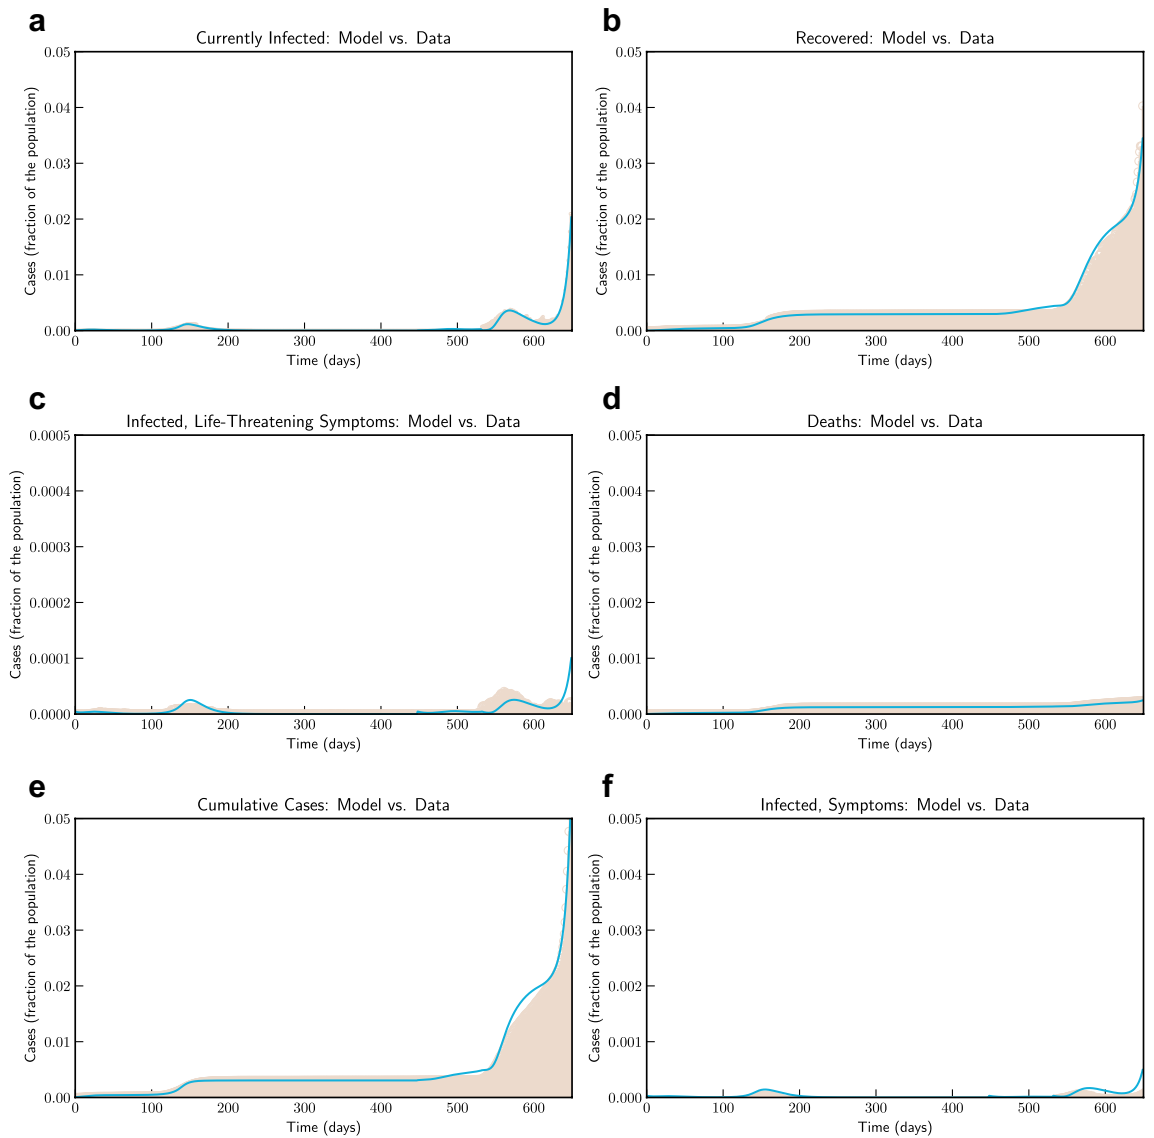 a
Currently Infected: Model vs. Data
Cases (fraction of the population)
0.05
0.04
0.03
0.02
0.01
0.00
0 100 200 300 400 500 600
Time (days)
b
Recovered: Model vs. Data
Cases (fraction of the population)
0.05
0.04
0.03
0.02
0.01
0.00
0 100 200 300 400 500 600
Time (days)
c
Infected, Life-Threatening Symptoms: Model vs. Data
Cases (fraction of the population)
0.0005
0.0004
0.0003
0.0002
0.0001
0.0000
0 100 200 300 400 500 600
Time (days)
d
Deaths: Model vs. Data
Cases (fraction of the population)
0.005
0.004
0.003
0.002
0.001
0.000
0 100 200 300 400 500 600
Time (days)
e
Cumulative Cases: Model vs. Data
Cases (fraction of the population)
0.05
0.04
0.03
0.02
0.01
0.00
0 100 200 300 400 500 600
Time (days)
f
Infected, Symptoms: Model vs. Data
Cases (fraction of the population)
0.005
0.004
0.003
0.002
0.001
0.000
0 100 200 300 400 500 600
Time (days)